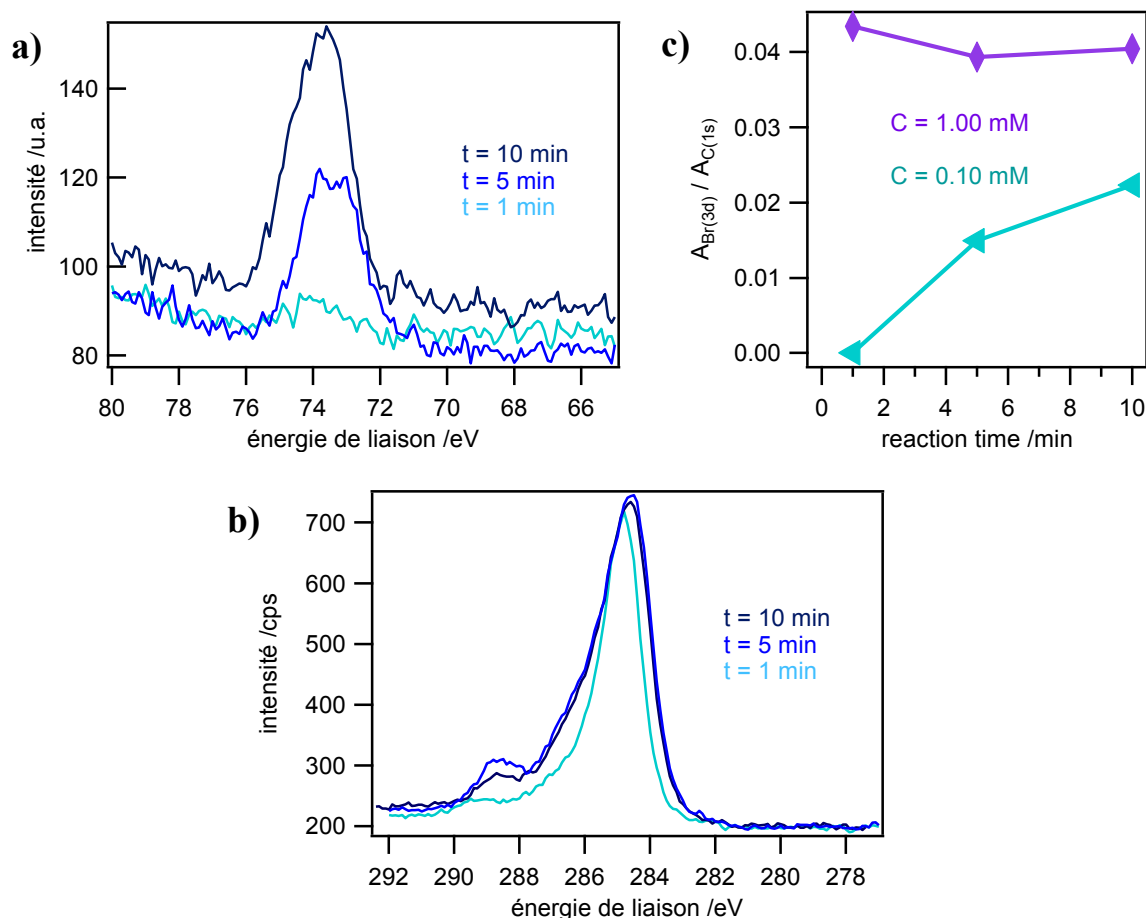 a)
intensité /u.a.
140
120
100
80
t = 10 min
t = 5 min
t = 1 min
80 78 76 74 72 70 68 66
énergie de liaison /eV
c)
A_Br(3d) / A_C(1s)
0.04
0.03
0.02
0.01
0.00
C = 1.00 mM
C = 0.10 mM
0 2 4 6 8 10
reaction time /min
b)
intensité /cps
700
600
500
400
300
200
t = 10 min
t = 5 min
t = 1 min
292 290 288 286 284 282 280 278
énergie de liaison /eV